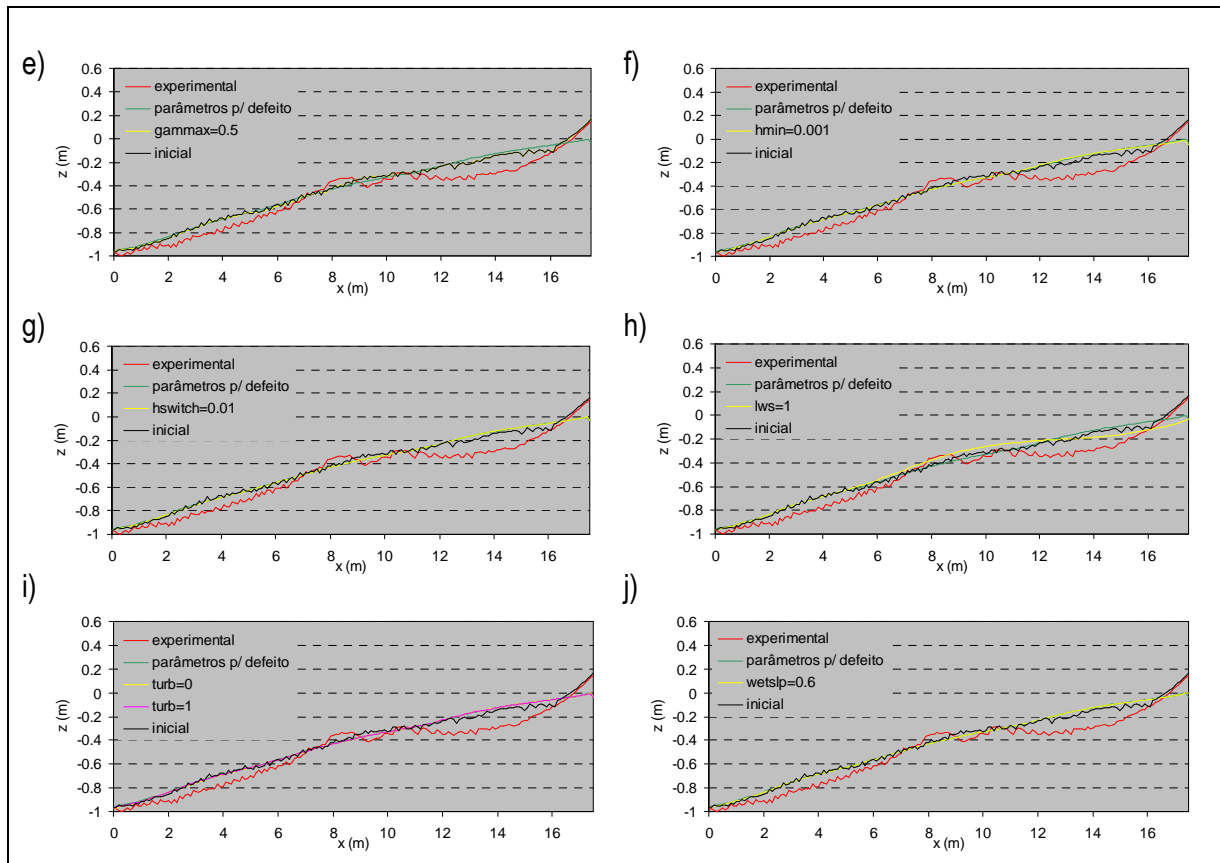 e)
0.6
0.4
0.2
0
-0.2
-0.4
-0.6
-0.8
-1
z (m)
experimental
parâmetros p/ defeito
gammax=0.5
inicial
0 2 4 6 8 10 12 14 16
x (m)
f)
0.6
0.4
0.2
0
-0.2
-0.4
-0.6
-0.8
-1
z (m)
experimental
parâmetros p/ defeito
hmin=0.001
inicial
0 2 4 6 8 10 12 14 16
x (m)
g)
0.6
0.4
0.2
0
-0.2
-0.4
-0.6
-0.8
-1
z (m)
experimental
parâmetros p/ defeito
hswitch=0.01
inicial
0 2 4 6 8 10 12 14 16
x (m)
h)
0.6
0.4
0.2
0
-0.2
-0.4
-0.6
-0.8
-1
z (m)
experimental
parâmetros p/ defeito
lws=1
inicial
0 2 4 6 8 10 12 14 16
x (m)
i)
0.6
0.4
0.2
0
-0.2
-0.4
-0.6
-0.8
-1
z (m)
experimental
parâmetros p/ defeito
turb=0
turb=1
inicial
0 2 4 6 8 10 12 14 16
x (m)
j)
0.6
0.4
0.2
0
-0.2
-0.4
-0.6
-0.8
-1
z (m)
experimental
parâmetros p/ defeito
wetslp=0.6
inicial
0 2 4 6 8 10 12 14 16
x (m)